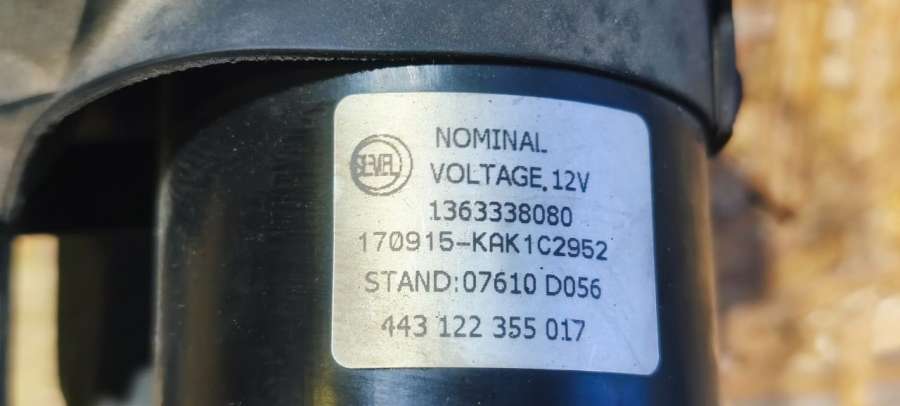 SEVEL
NOMINAL
VOLTAGE.12V
1363338080
170915-KAK1C2952
STAND:07610 D056
443 122 355 017